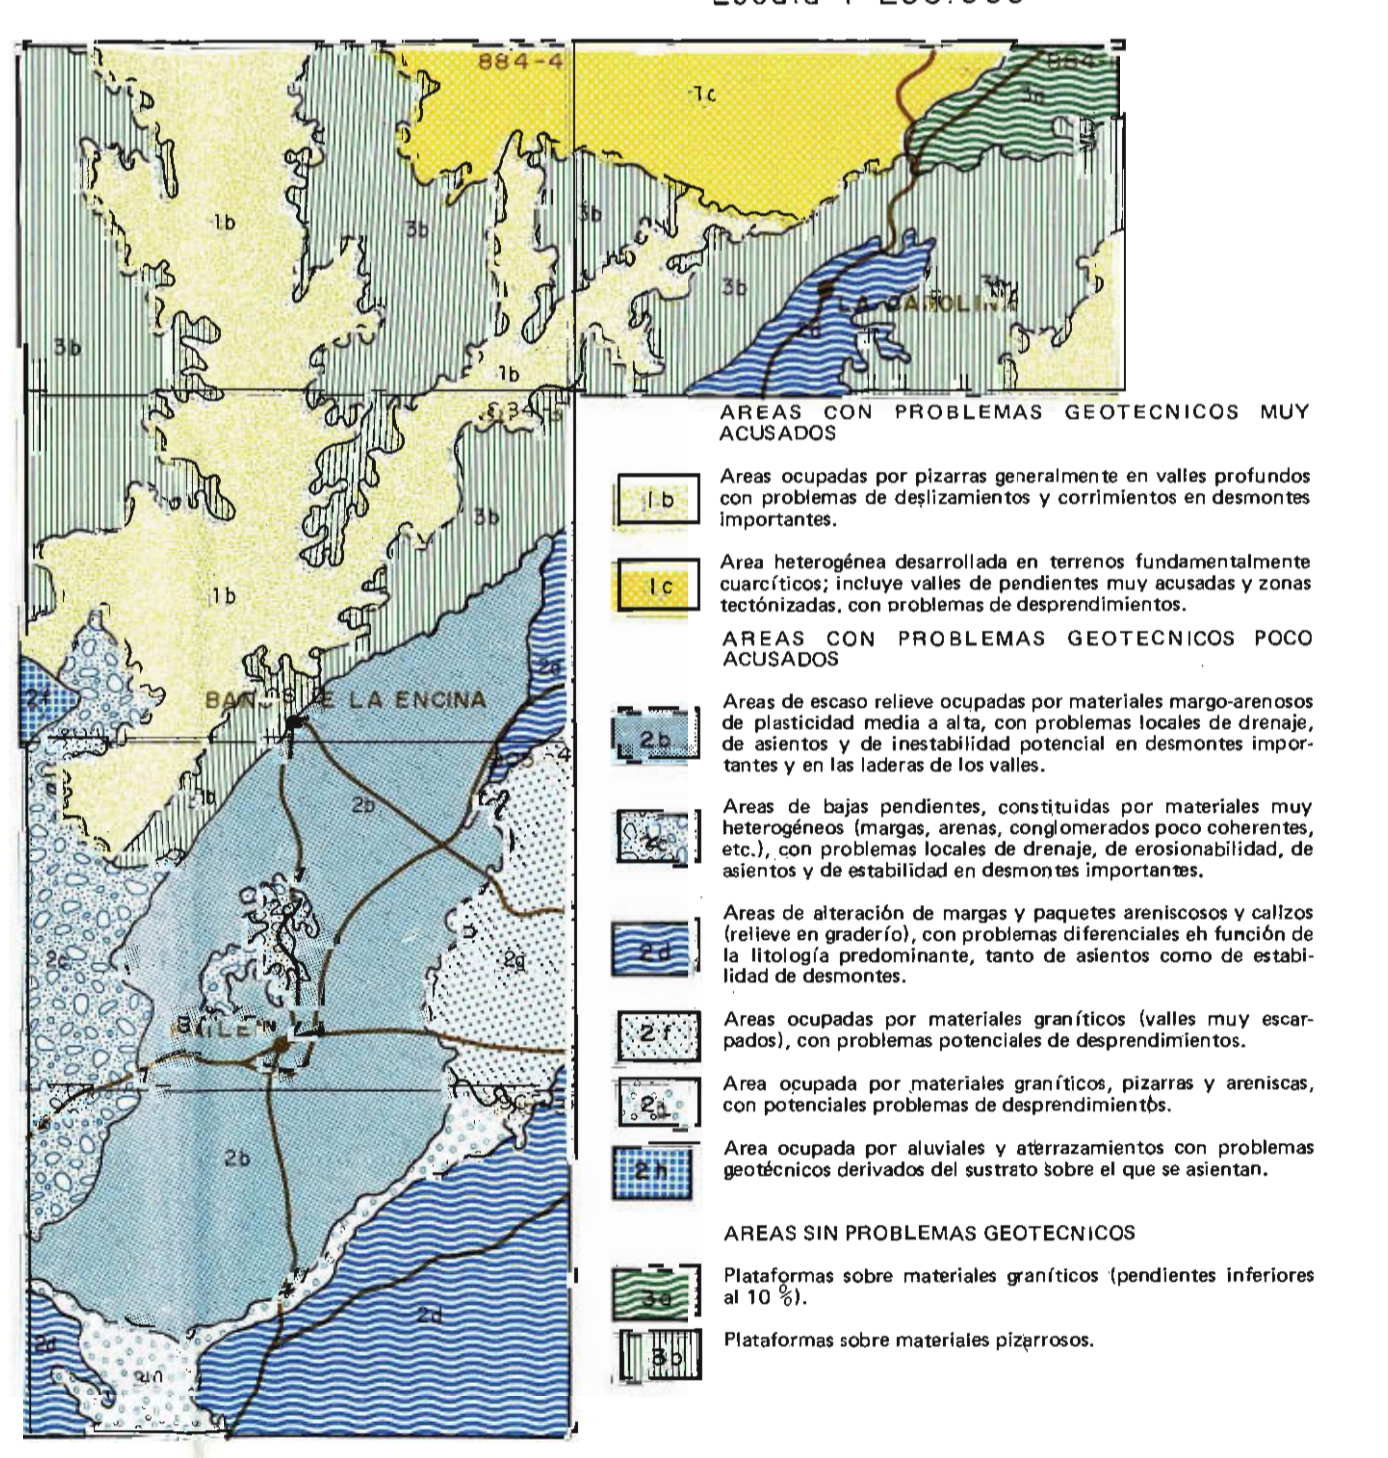 884-4
1c
3a
1b
3b
3b
3b
3b
3b
1b
3b
1b
2d
2b
2c
2g
2b
2d
2d
LA ENCINA
AREAS CON PROBLEMAS GEOTECNICOS MUY
ACUSADOS
1b
Areas ocupadas por pizarras generalmente en valles profundos
con problemas de deslizamientos y corrimientos en desmontes
importantes.
1c
Area heterogénea desarrollada en terrenos fundamentalmente
cuarcíticos; incluye valles de pendientes muy acusadas y zonas
tectónizadas, con problemas de desprendimientos.
AREAS CON PROBLEMAS GEOTECNICOS POCO
ACUSADOS
2b
Areas de escaso relieve ocupadas por materiales margo-arenosos
de plasticidad media a alta, con problemas locales de drenaje,
de asientos y de inestabilidad potencial en desmontes impor-
tantes y en las laderas de los valles.
Areas de bajas pendientes, constituidas por materiales muy
heterogéneos (margas, arenas, conglomerados poco coherentes,
etc.), con problemas locales de drenaje, de erosionabilidad, de
asientos y de estabilidad en desmontes importantes.
2d
Areas de alteración de margas y paquetes areniscosos y calizos
(relieve en graderío), con problemas diferenciales eh función de
la litología predominante, tanto de asientos como de estabi-
lidad de desmontes.
2f
Areas ocupadas por materiales graníticos (valles muy escar-
pados), con problemas potenciales de desprendimientos.
Area ocupada por materiales graníticos, pizarras y areniscas,
con potenciales problemas de desprendimientos.
2h
Area ocupada por aluviales y aterrazamientos con problemas
geotécnicos derivados del sustrato sobre el que se asientan.
AREAS SIN PROBLEMAS GEOTECNICOS
3a
Plataformas sobre materiales graníticos (pendientes inferiores
al 10 %).
3b
Plataformas sobre materiales pizarrosos.